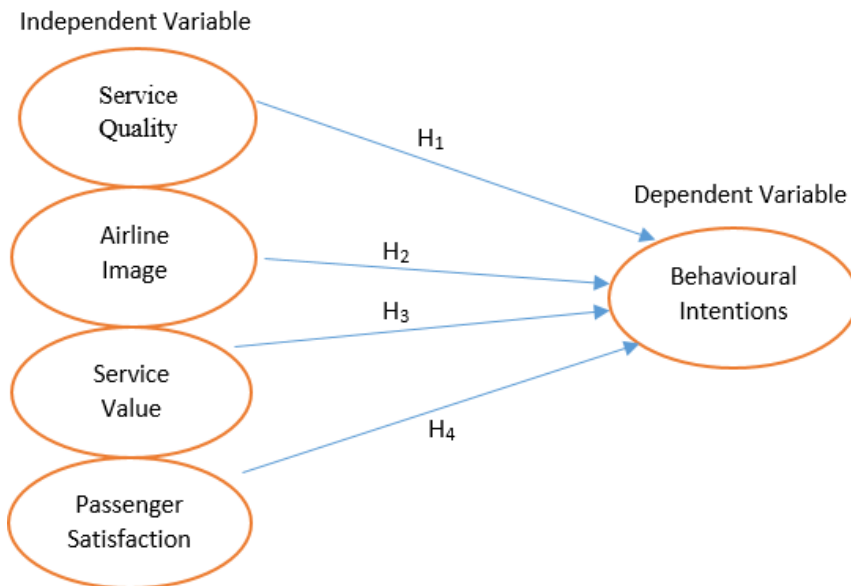 Independent Variable
Service
Quality
H₁
Dependent Variable
Airline
Image
H₂
Behavioural
Intentions
H₃
Service
Value
H₄
Passenger
Satisfaction